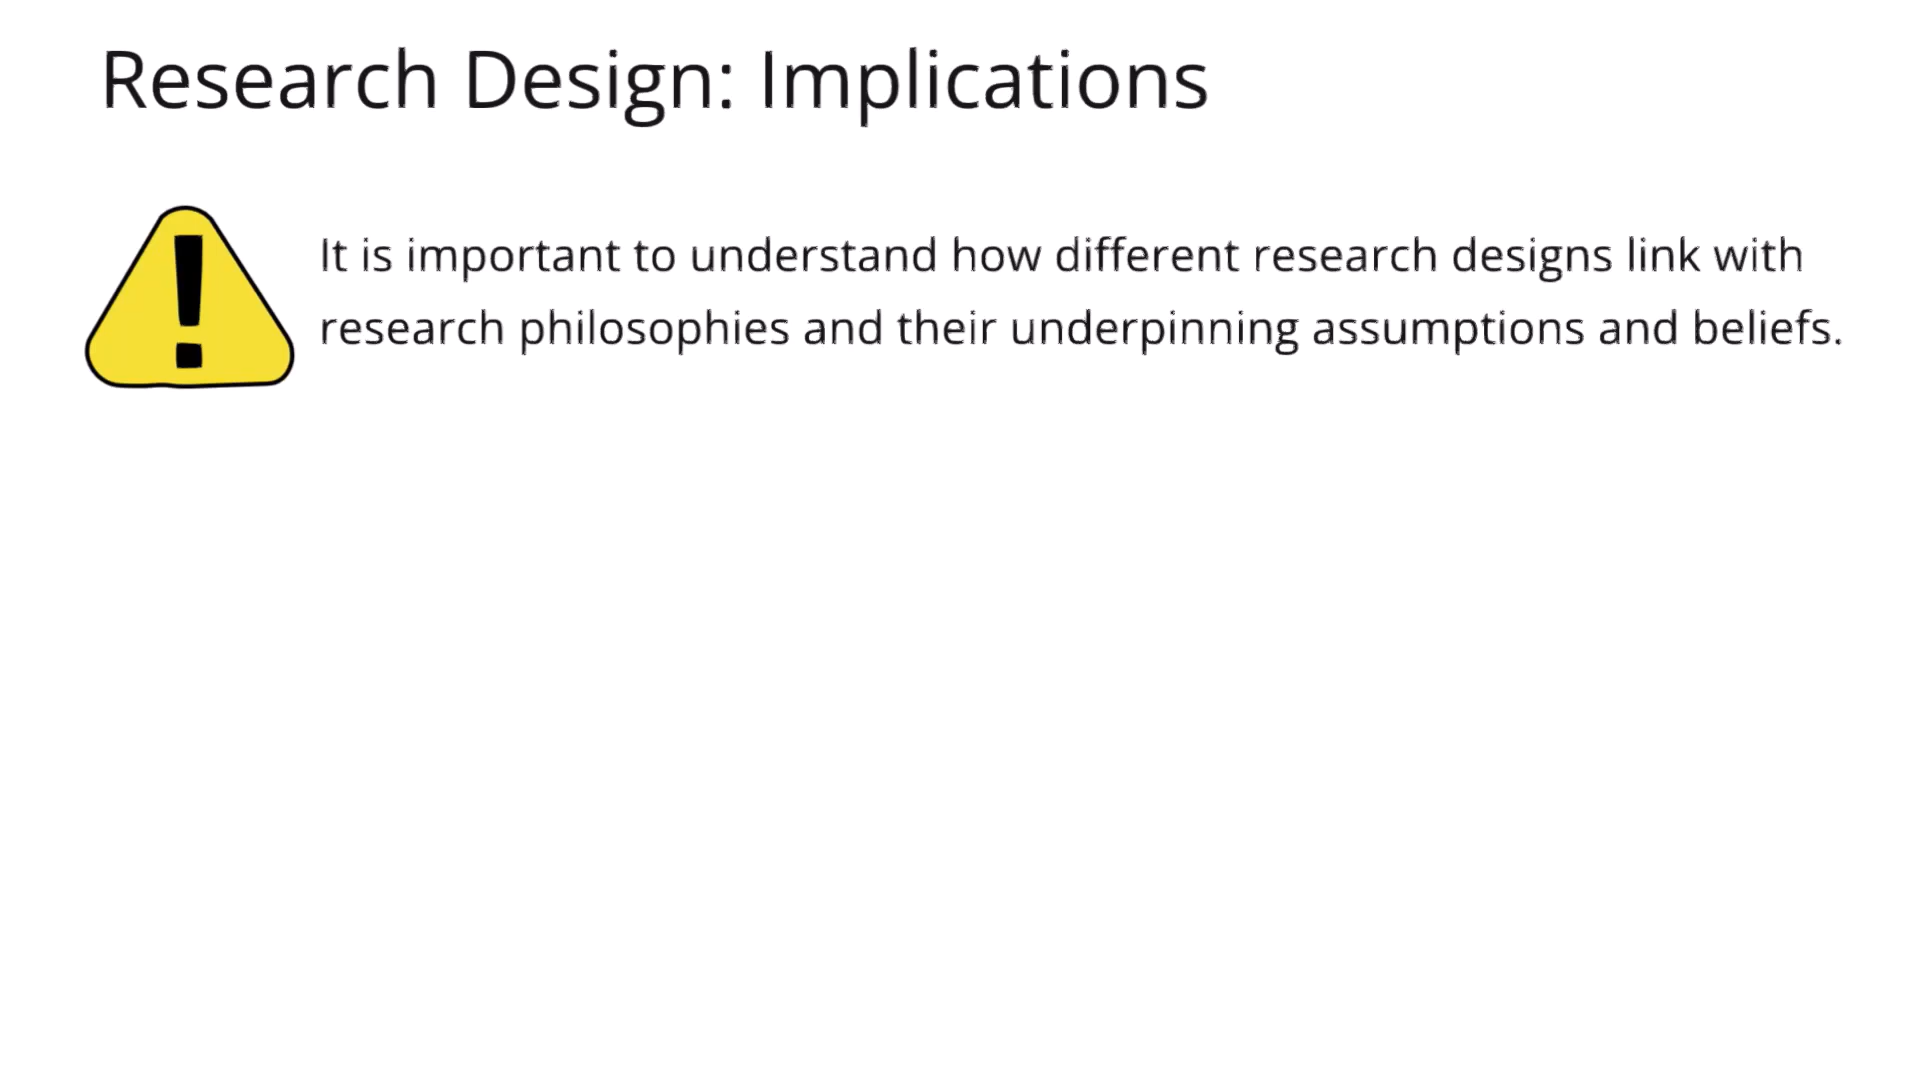 Research Design: Implications
It is important to understand how different research designs link with
research philosophies and their underpinning assumptions and beliefs.